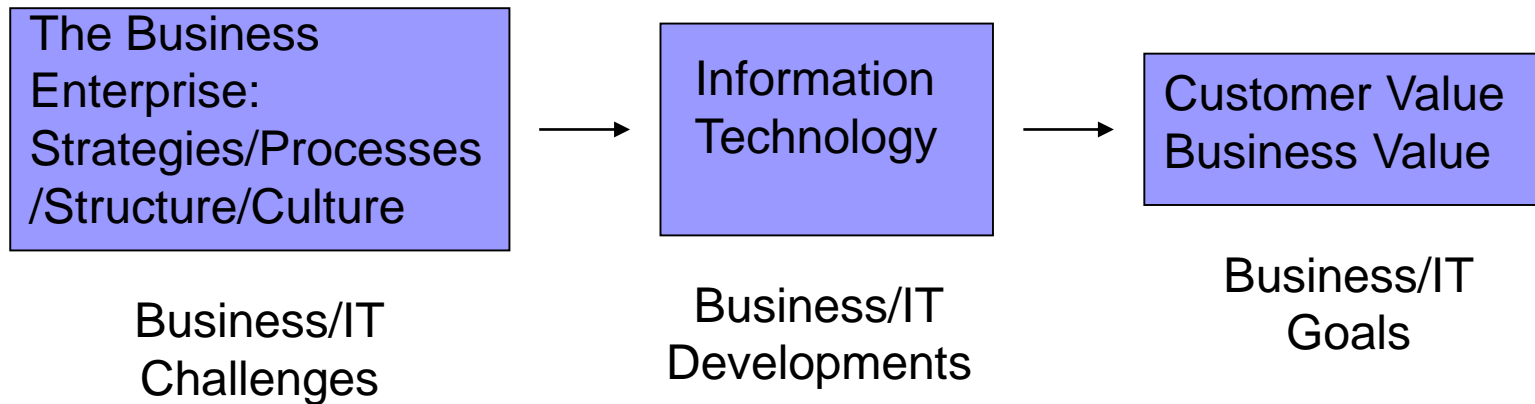 The Business
Enterprise:
Strategies/Processes
/Structure/Culture
Information
Technology
Customer Value
Business Value
Business/IT
Challenges
Business/IT
Developments
Business/IT
Goals